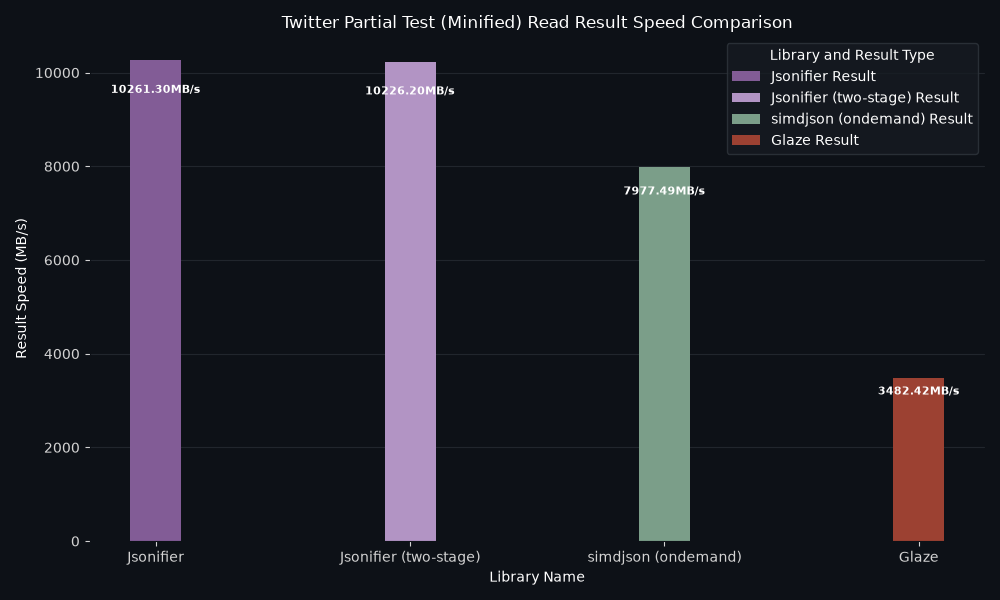 Twitter Partial Test (Minified) Read Result Speed Comparison
Library and Result Type
Jsonifier Result
Jsonifier (two-stage) Result
simdjson (ondemand) Result
Glaze Result
10261.30MB/s
10226.20MB/s
7977.49MB/s
3482.42MB/s
Result Speed (MB/s)
10000
8000
6000
4000
2000
0
Jsonifier
Jsonifier (two-stage)
simdjson (ondemand)
Glaze
Library Name